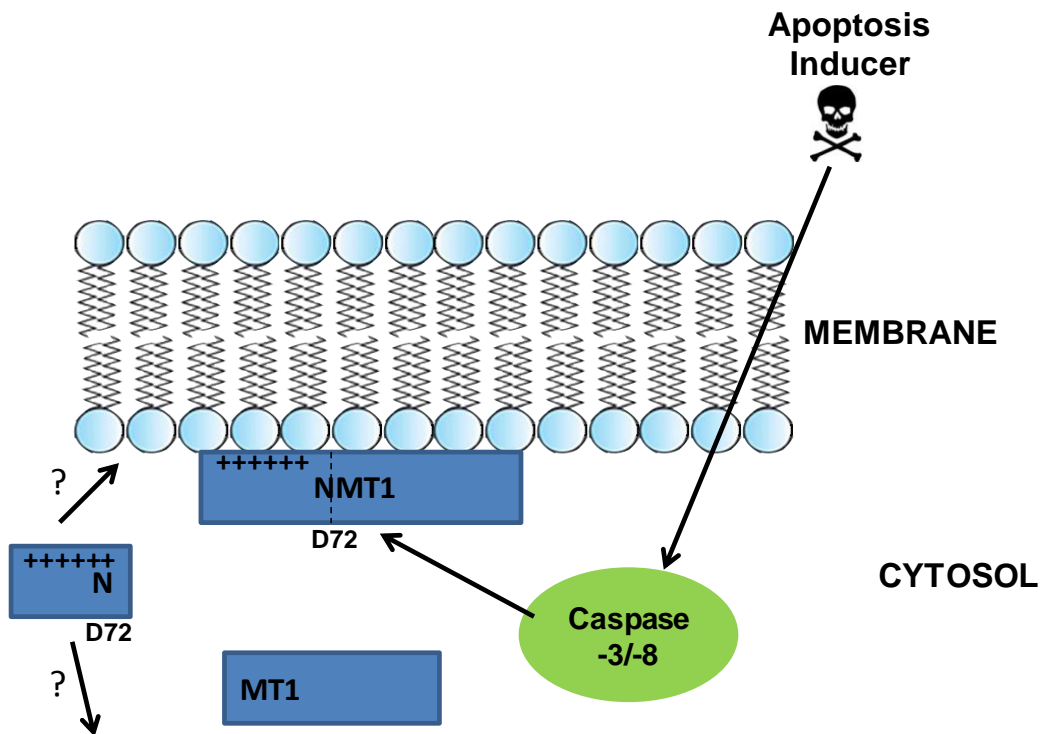 Apoptosis
Inducer
MEMBRANE
++++++
NMT1
D72
?
++++++
N
D72
CYTOSOL
Caspase
-3/-8
?
MT1